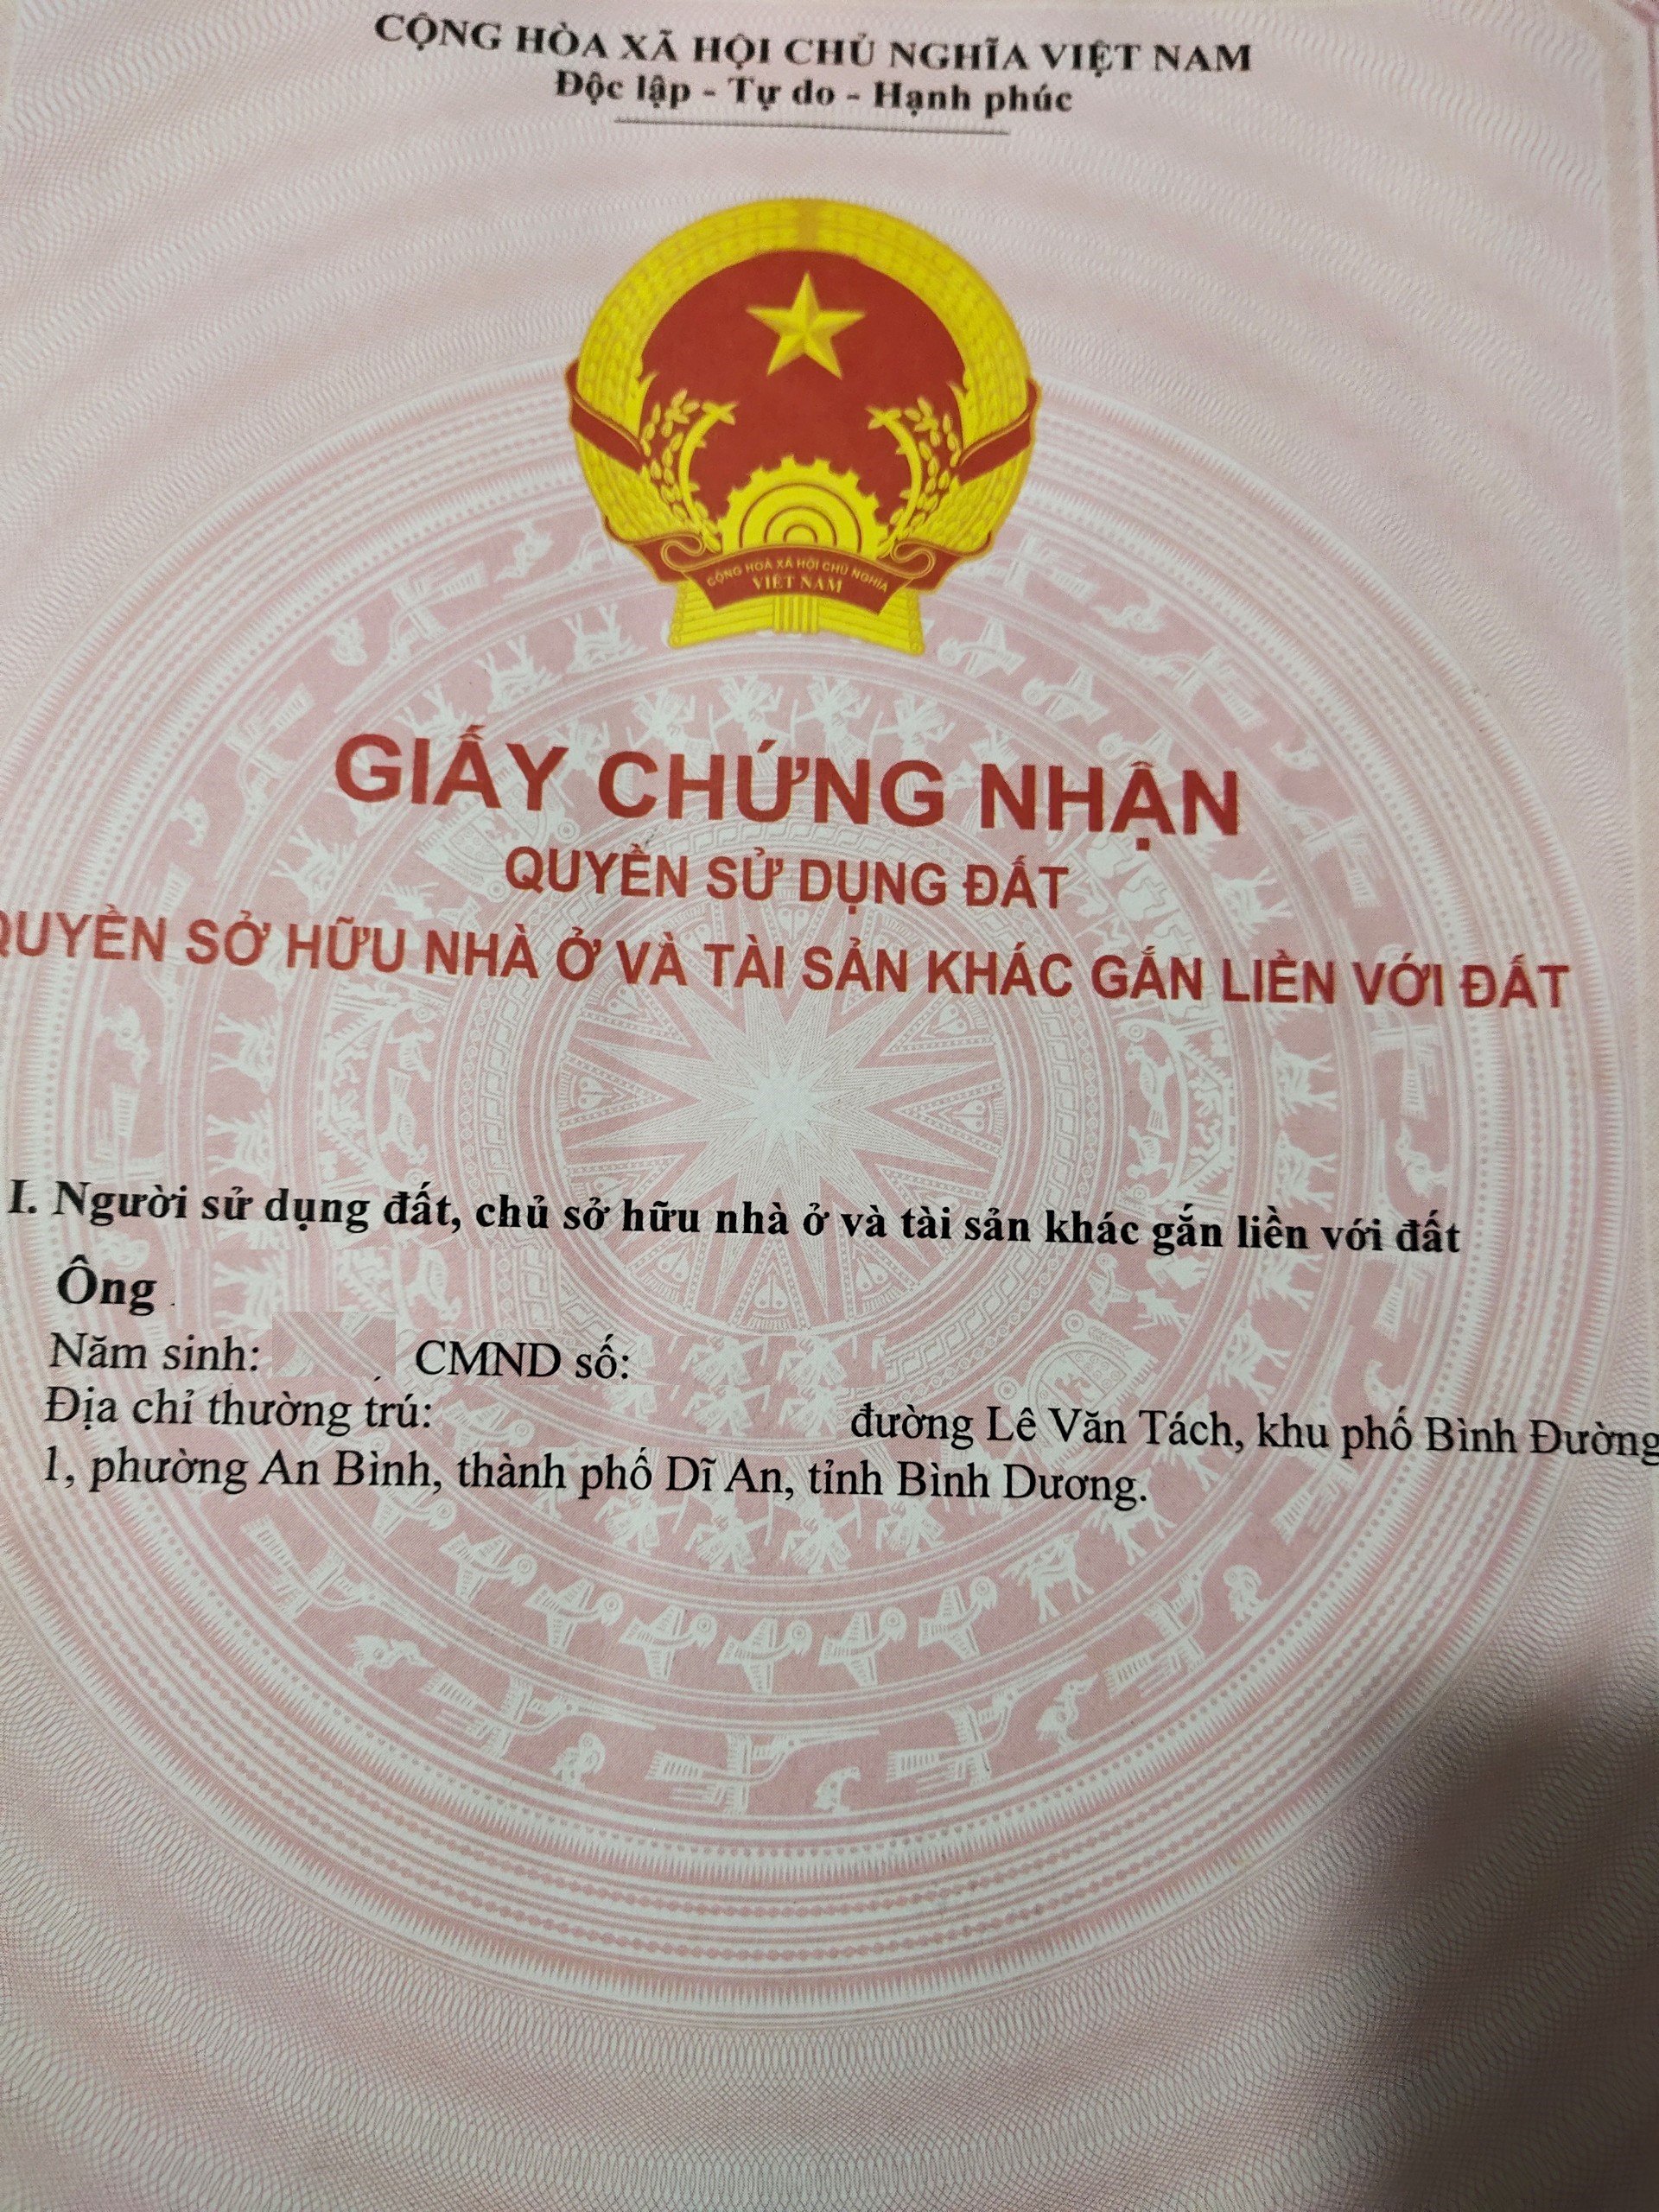 CỘNG HÒA XÃ HỘI CHỦ NGHĨA VIỆT NAM
Độc lập - Tự do - Hạnh phúc
CỘNG HOÀ XÃ HỘI CHỦ NGHĨA
VIỆT NAM
GIẤY CHỨNG NHẬN
QUYỀN SỬ DỤNG ĐẤT
QUYỀN SỞ HỮU NHÀ Ở VÀ TÀI SẢN KHÁC GẮN LIỀN VỚI ĐẤT
I. Người sử dụng đất, chủ sở hữu nhà ở và tài sản khác gắn liền với đất
Ông
Năm sinh: CMND số:
Địa chỉ thường trú: đường Lê Văn Tách, khu phố Bình Đường
1, phường An Bình, thành phố Dĩ An, tỉnh Bình Dương.